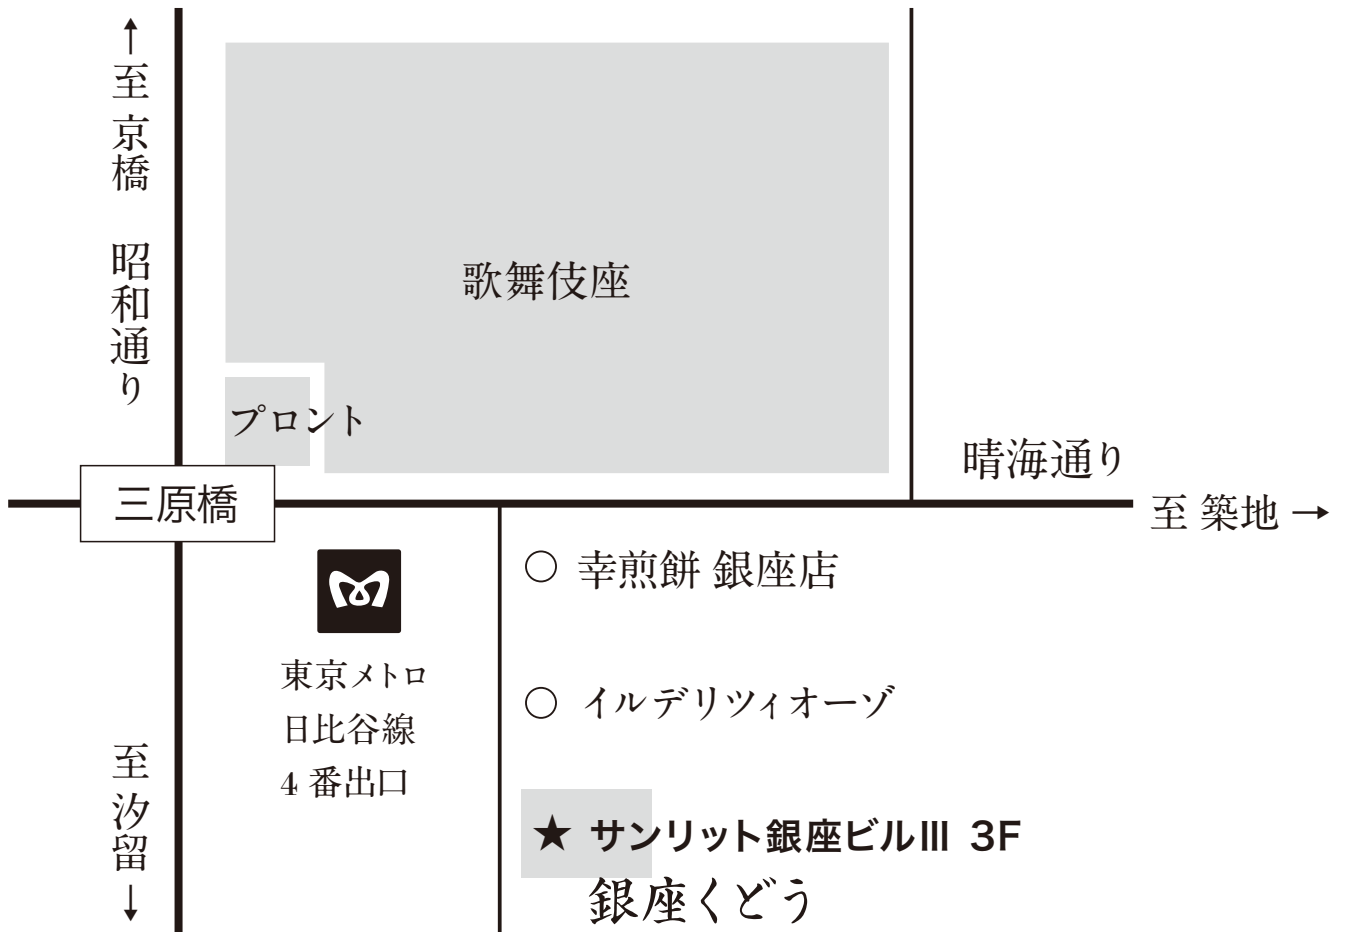 ←至 京橋　昭和通り
歌舞伎座
プロント
晴海通り
三原橋
至 築地→
幸煎餅 銀座店
東京メトロ
日比谷線
4 番出口
イルデリツィオーゾ
至 汐留→
★ サンリット銀座ビルⅢ 3F
銀座くどう